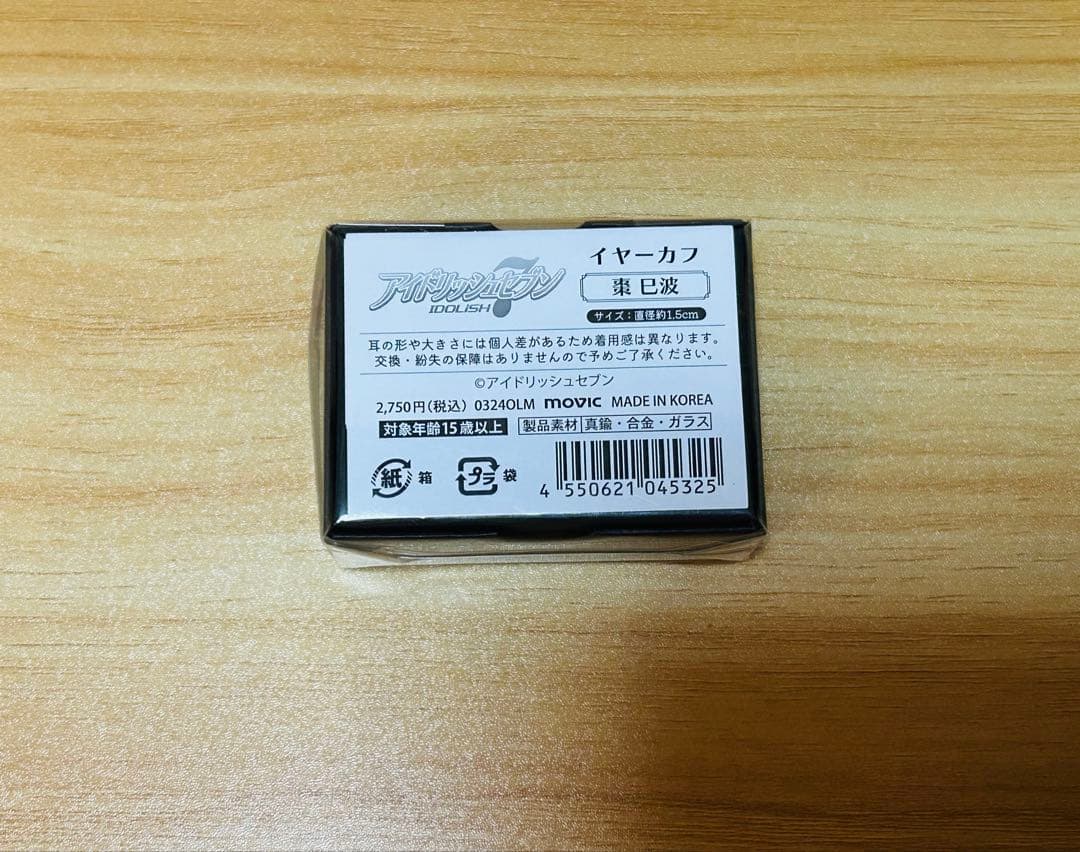 アイドリッシュセブン
IDOLiSH7
イヤーカフ
棗 巳波
サイズ：直径約1.5cm
耳の形や大きさには個人差があるため着用感は異なります。
交換・紛失の保障はありませんので予めご了承ください。
©アイドリッシュセブン
2,750円(税込) 0324OLM movic MADE IN KOREA
対象年齢15歳以上 製品素材 真鍮・合金・ガラス
紙 箱 プラ 袋
4 550621 045325